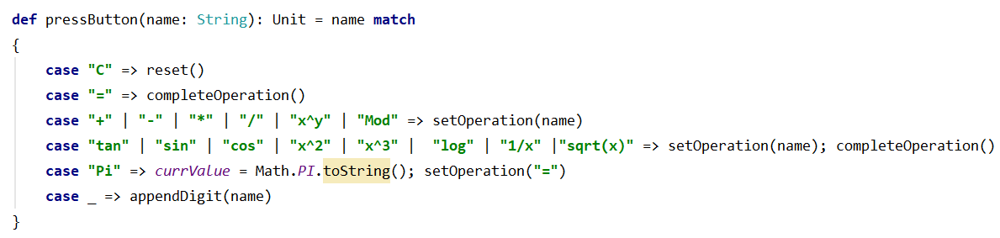 def pressButton(name: String): Unit = name match
{
    case "C" => reset()
    case "=" => completeOperation()
    case "+" | "-" | "*" | "/" | "x^y" | "Mod" => setOperation(name)
    case "tan" | "sin" | "cos" | "x^2" | "x^3" |  "log" | "1/x" |"sqrt(x)" => setOperation(name); completeOperation()
    case "Pi" => currValue = Math.PI.toString(); setOperation("=")
    case _ => appendDigit(name)
}